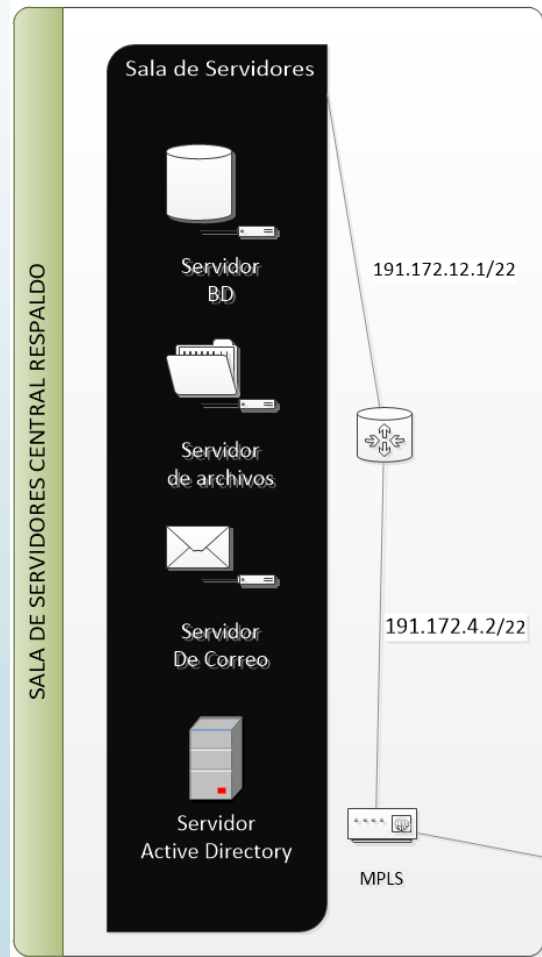 SALA DE SERVIDORES CENTRAL RESPALDO
Sala de Servidores
Servidor
BD
Servidor
de archivos
Servidor
De Correo
Servidor
Active Directory
191.172.12.1/22
191.172.4.2/22
MPLS